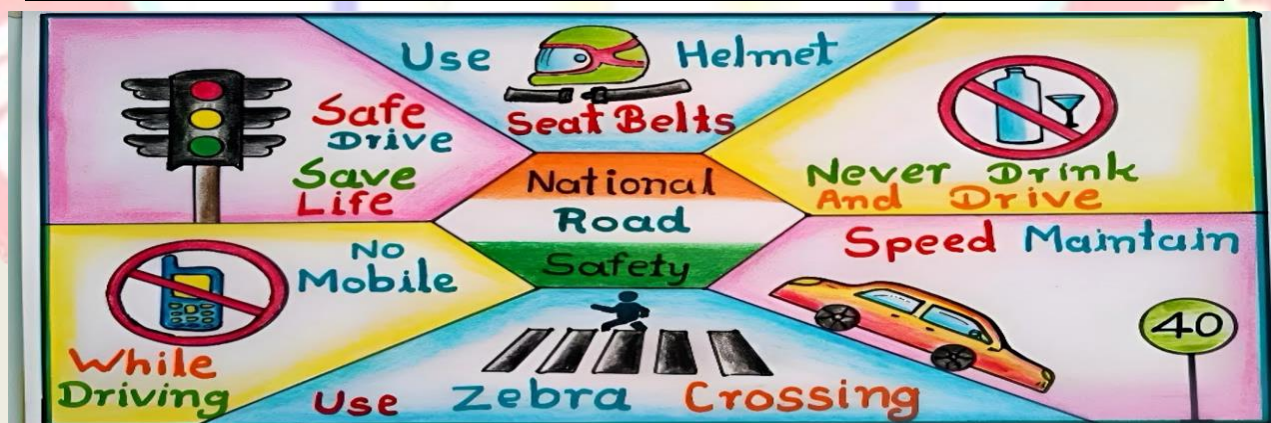 Use Helmet
Seat Belts
Safe
Drive
Save
Life
Never Drink
And Drive
National
Road
Safety
No
Mobile
While
Driving
Speed Maintain
40
Use Zebra Crossing